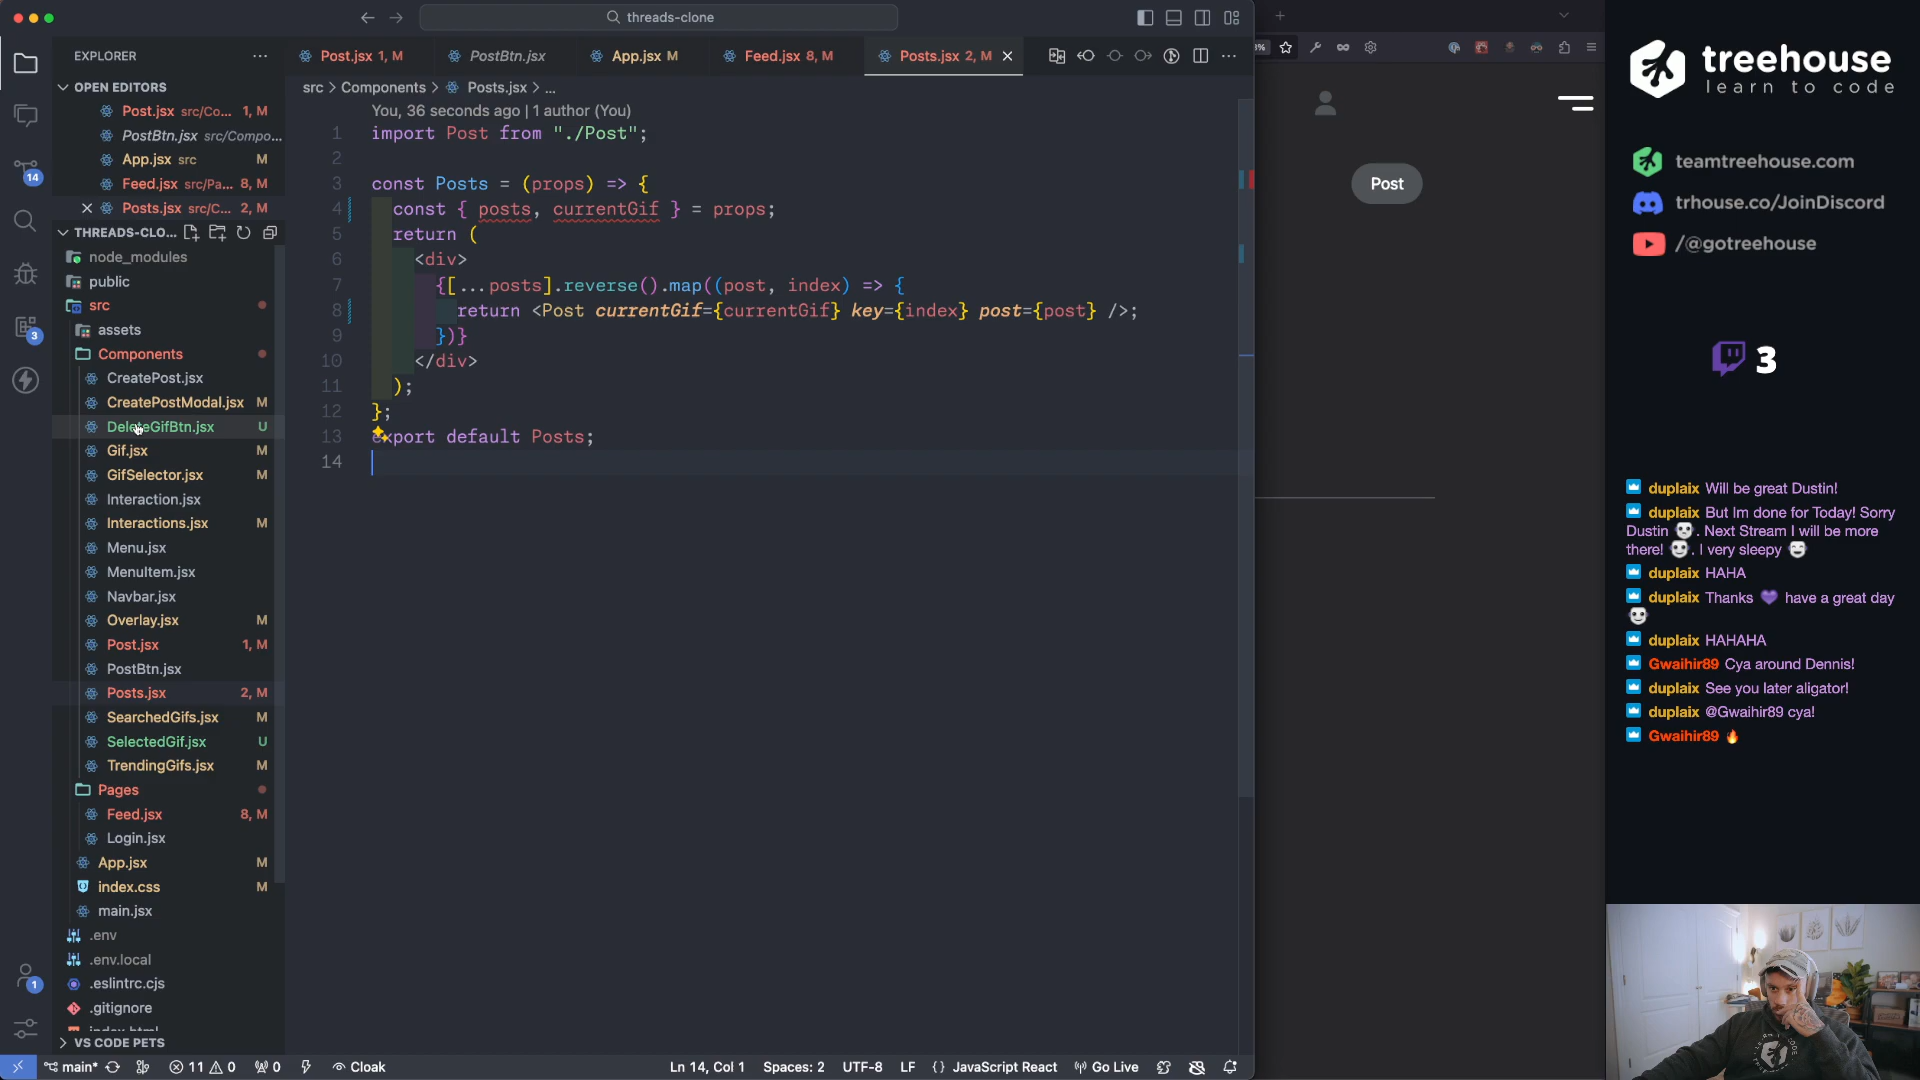 threads-clone
EXPLORER
Post.jsx 1, M
PostBtn.jsx
App.jsx M
Feed.jsx 8, M
Posts.jsx 2, M
OPEN EDITORS
Post.jsx src/Co... 1, M
PostBtn.jsx src/Compo...
App.jsx src M
Feed.jsx src/Pa... 8, M
Posts.jsx src/C... 2, M
THREADS-CLO...
node_modules
public
src
assets
Components
CreatePost.jsx
CreatePostModal.jsx M
DeleteGifBtn.jsx U
Gif.jsx M
GifSelector.jsx M
Interaction.jsx
Interactions.jsx M
Menu.jsx
MenuItem.jsx
Navbar.jsx
Overlay.jsx M
Post.jsx 1, M
PostBtn.jsx
Posts.jsx 2, M
SearchedGifs.jsx M
SelectedGif.jsx U
TrendingGifs.jsx M
Pages
Feed.jsx 8, M
Login.jsx
App.jsx M
index.css M
main.jsx
.env
.env.local
.eslintrc.cjs
.gitignore
index.html
VS CODE PETS
14
3
1
src > Components > Posts.jsx > ...
You, 36 seconds ago | 1 author (You)
1 import Post from "./Post";
2
3 const Posts = (props) => {
4 const { posts, currentGif } = props;
5 return (
6 <div>
7 {[...posts].reverse().map((post, index) => {
8 return <Post currentGif={currentGif} key={index} post={post} />;
9 })}
10 </div>
11 );
12 };
13 export default Posts;
14
main* 11 0 0 Cloak
Ln 14, Col 1 Spaces: 2 UTF-8 LF {} JavaScript React Go Live
Post
treehouse
learn to code
teamtreehouse.com
trhouse.co/JoinDiscord
/@gotreehouse
3
duplaix Will be great Dustin!
duplaix But Im done for Today! Sorry
Dustin . Next Stream I will be more
there! . I very sleepy
duplaix HAHA
duplaix Thanks 💜 have a great day
duplaix HAHAHA
Gwaihir89 Cya around Dennis!
duplaix See you later aligator!
duplaix @Gwaihir89 cya!
Gwaihir89 🔥